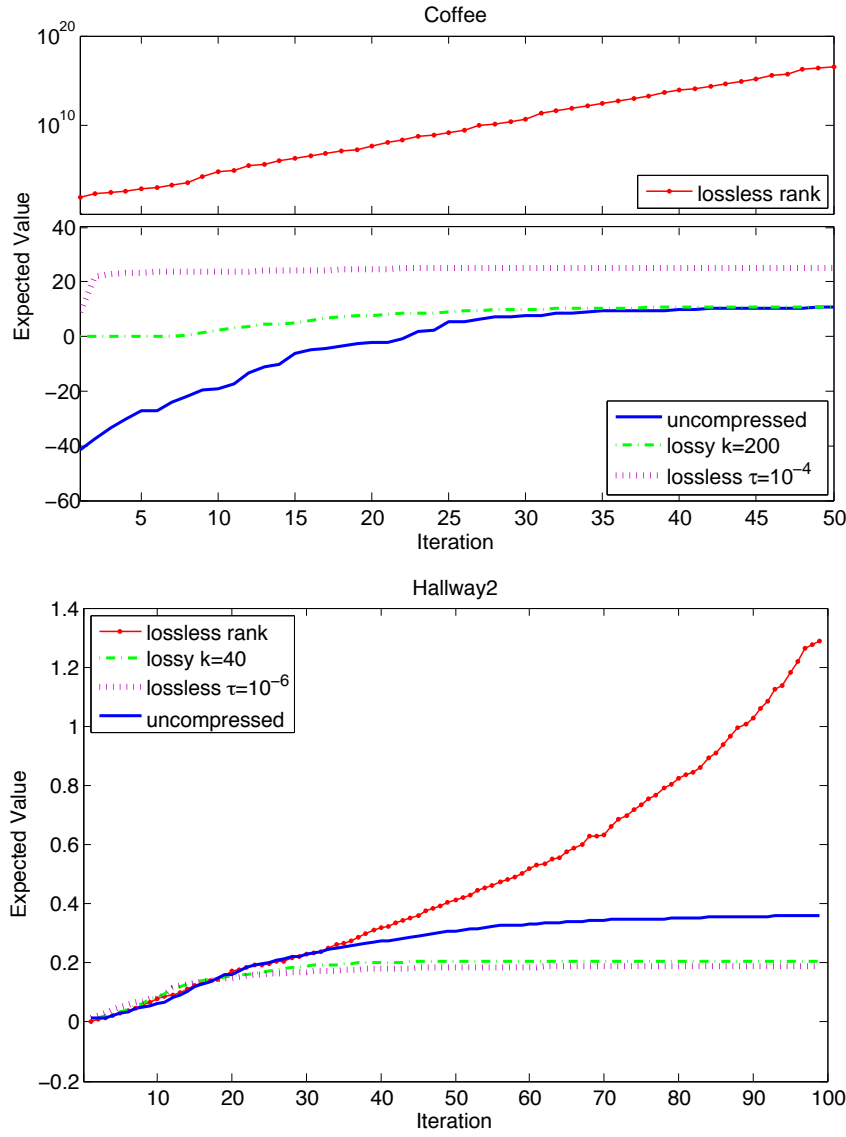 Coffee
10^20
10^10
lossless rank
Expected Value
40
20
0
−20
−40
−60
uncompressed
lossy k=200
lossless τ=10^−4
5 10 15 20 25 30 35 40 45 50
Iteration
Hallway2
1.4
1.2
1
0.8
0.6
0.4
0.2
0
−0.2
Expected Value
lossless rank
lossy k=40
lossless τ=10^−6
uncompressed
10 20 30 40 50 60 70 80 90 100
Iteration